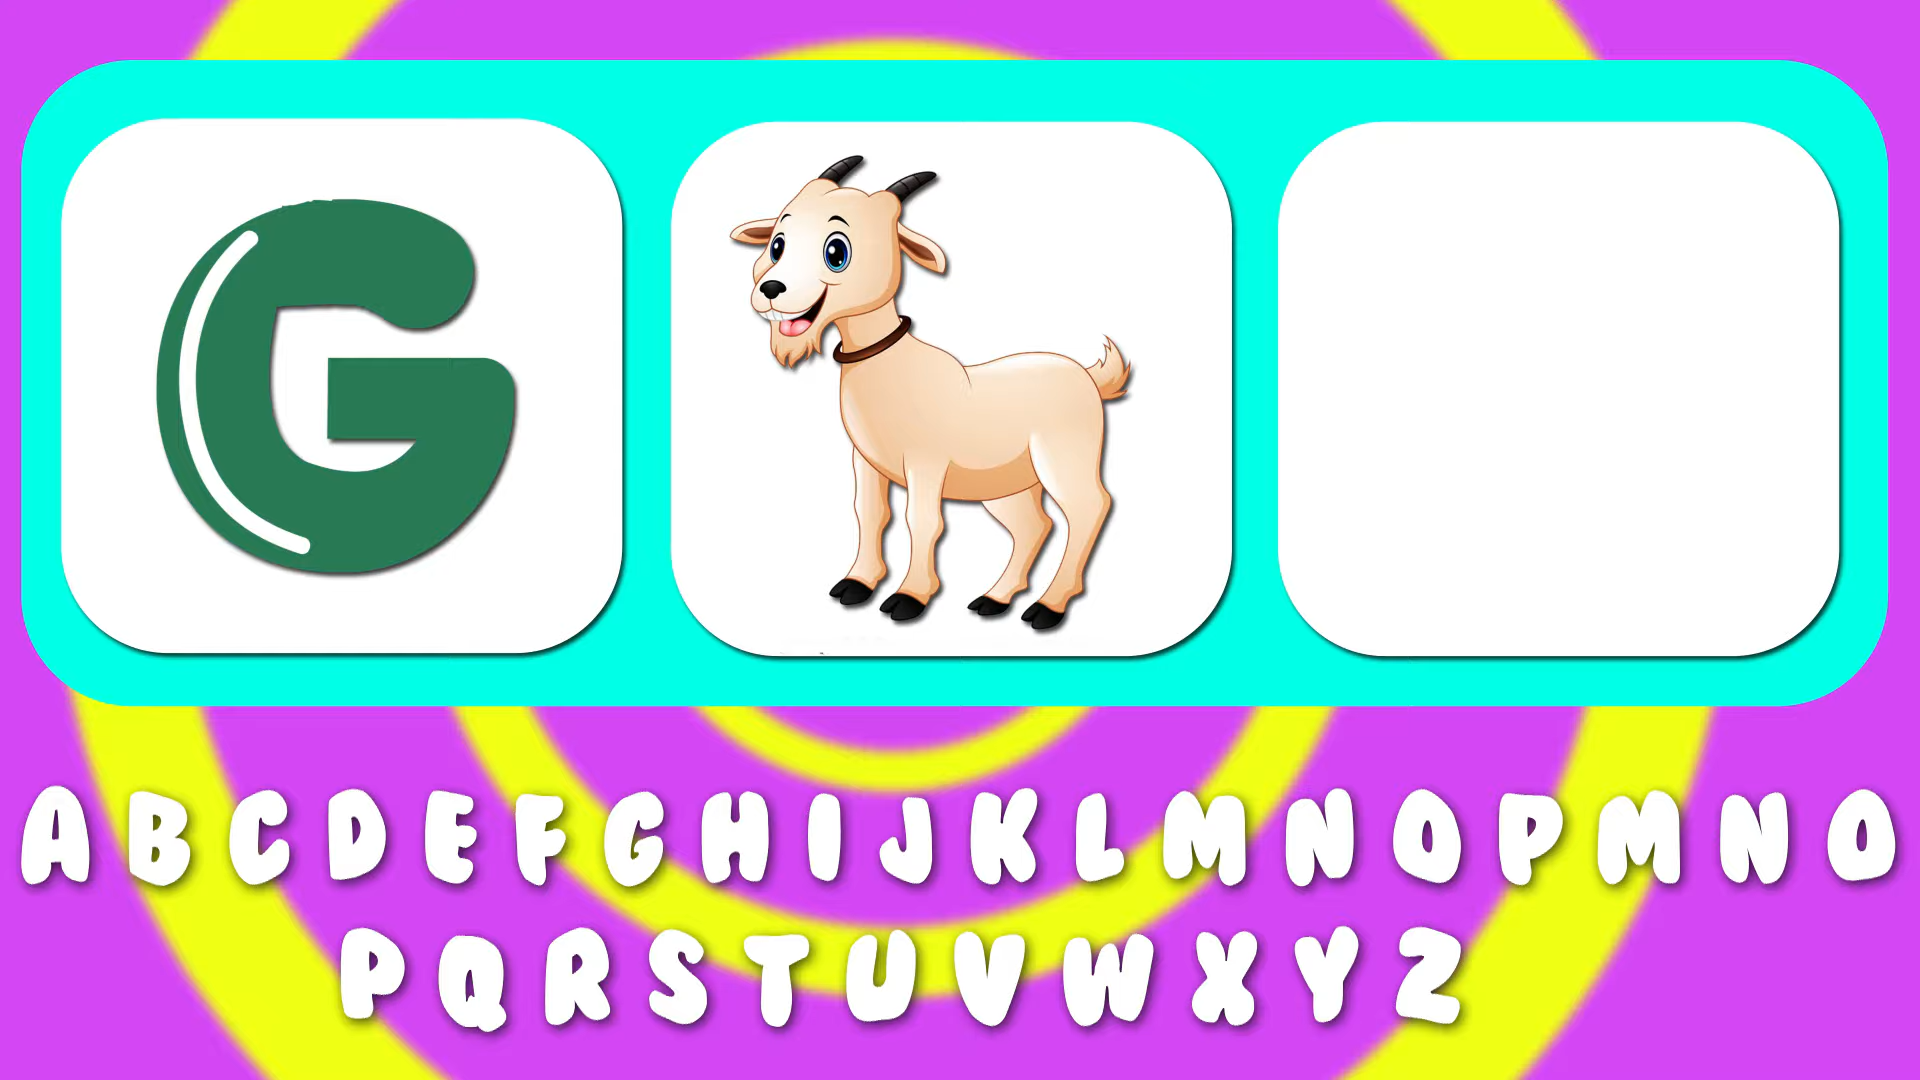 G
A B C D E F G H I J K L M N O P M N O
P Q R S T U V W X Y Z